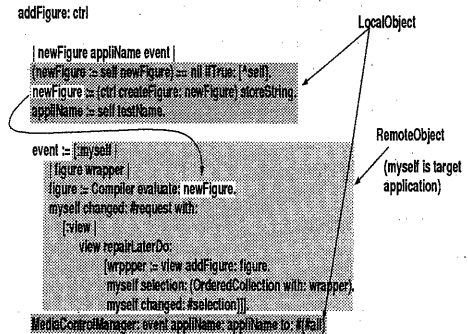 addFigure: ctrl
LocalObject
| newFigure appliName event |
(newFigure := self newFigure) == nil ifTrue: [^self].
newFigure := (ctrl createFigure: newFigure) storeString.
appliName := self testName.
RemoteObject
(myself is target
application)
event := [:myself |
| figure wrapper |
figure := Compiler evaluate: newFigure.
myself changed: #request with:
[:view |
view repairLaterDo:
[wrppper := view addFigure: figure.
myself selection: (OrderedCollection with: wrapper).
myself changed: #selection]]].
MediaControlManager: event appliName: appliName to: #(#all)